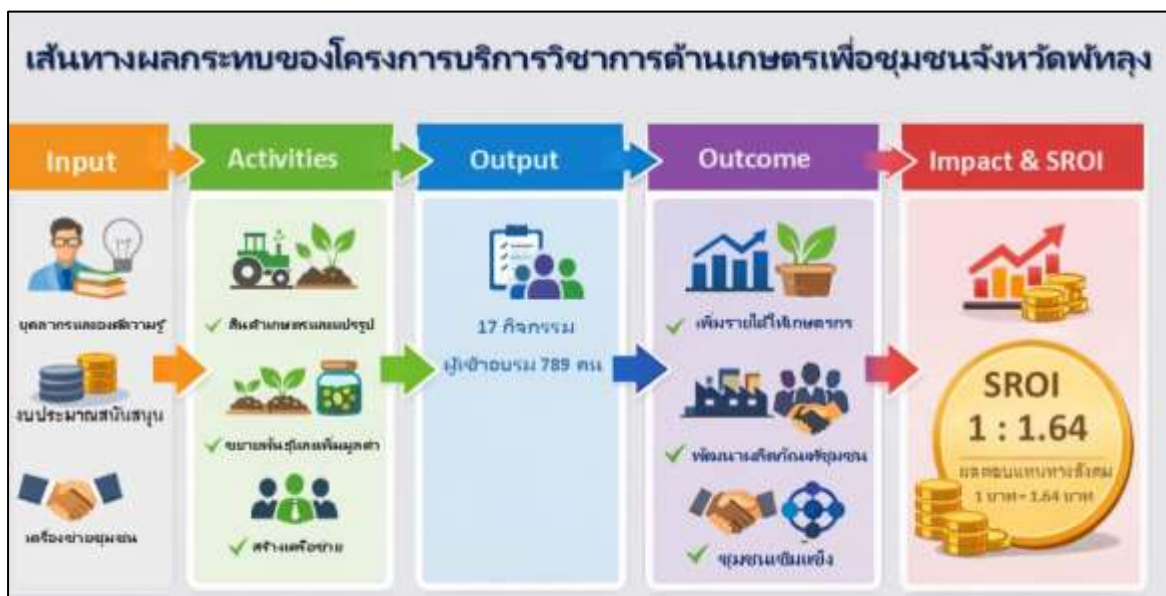 เส้นทางผลกระทบของโครงการบริการวิชาการด้านเกษตรเพื่อชุมชนจังหวัดพัทลุง
Input
บุคลากรและองค์ความรู้
งบประมาณสนับสนุน
เครือข่ายชุมชน
Activities
สินค้าเกษตรและแปรรูป
ขยายพันธุ์และเพิ่มมูลค่า
สร้างเครือข่าย
Output
17 กิจกรรม
ผู้เข้าอบรม 789 คน
Outcome
เพิ่มรายได้ให้เกษตรกร
พัฒนาผลิตภัณฑ์ชุมชน
ชุมชนเข้มแข็ง
Impact & SROI
SROI
1 : 1.64
ผลตอบแทนทางสังคม
1 บาท = 1.64 บาท